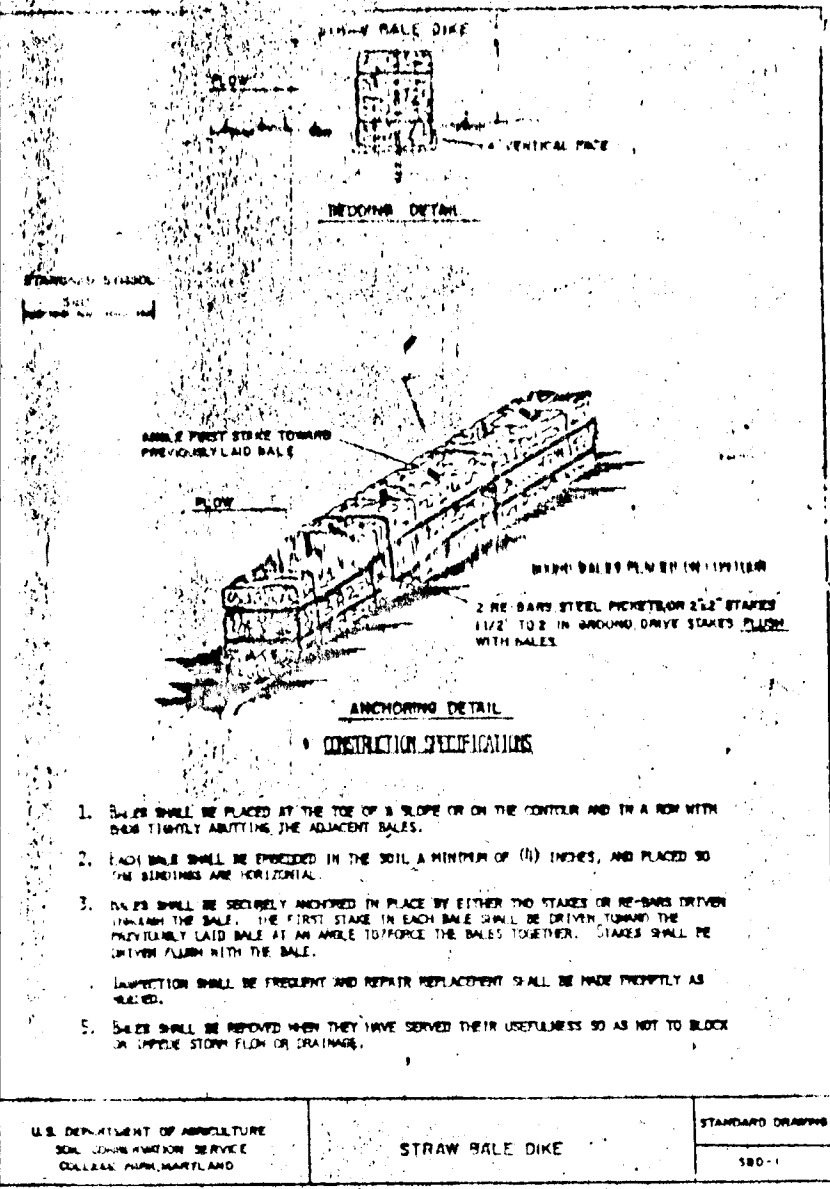 STRAW BALE DIKE
FLOW
4" VERTICAL FACE
BEDDING DETAIL
STANDARD SYMBOL
SBD
ANGLE FIRST STAKE TOWARD
PREVIOUSLY LAID BALE
FLOW
BOUND BALES PLACED ON CONTOUR
2 RE-BARS, STEEL PICKETS, OR 2"x2" STAKES
1 1/2' TO 2' IN GROUND, DRIVE STAKES FLUSH
WITH BALES.
ANCHORING DETAIL
CONSTRUCTION SPECIFICATIONS
1. BALES SHALL BE PLACED AT THE TOE OF A SLOPE OR ON THE CONTOUR AND IN A ROW WITH
ENDS TIGHTLY ABUTTING THE ADJACENT BALES.
2. EACH BALE SHALL BE EMBEDDED IN THE SOIL A MINIMUM OF (4) INCHES, AND PLACED SO
THE BINDINGS ARE HORIZONTAL.
3. BALES SHALL BE SECURELY ANCHORED IN PLACE BY EITHER TWO STAKES OR RE-BARS DRIVEN
THROUGH THE BALE. THE FIRST STAKE IN EACH BALE SHALL BE DRIVEN TOWARD THE
PREVIOUSLY LAID BALE AT AN ANGLE TO FORCE THE BALES TOGETHER. STAKES SHALL BE
DRIVEN FLUSH WITH THE BALE.
INSPECTION SHALL BE FREQUENT AND REPAIR REPLACEMENT SHALL BE MADE PROMPTLY AS
NEEDED.
5. BALES SHALL BE REMOVED WHEN THEY HAVE SERVED THEIR USEFULNESS SO AS NOT TO BLOCK
OR IMPEDE STORM FLOW OR DRAINAGE.
U.S. DEPARTMENT OF AGRICULTURE
SOIL CONSERVATION SERVICE
COLLEGE PARK, MARYLAND
STRAW BALE DIKE
STANDARD DRAWING
SBD-1